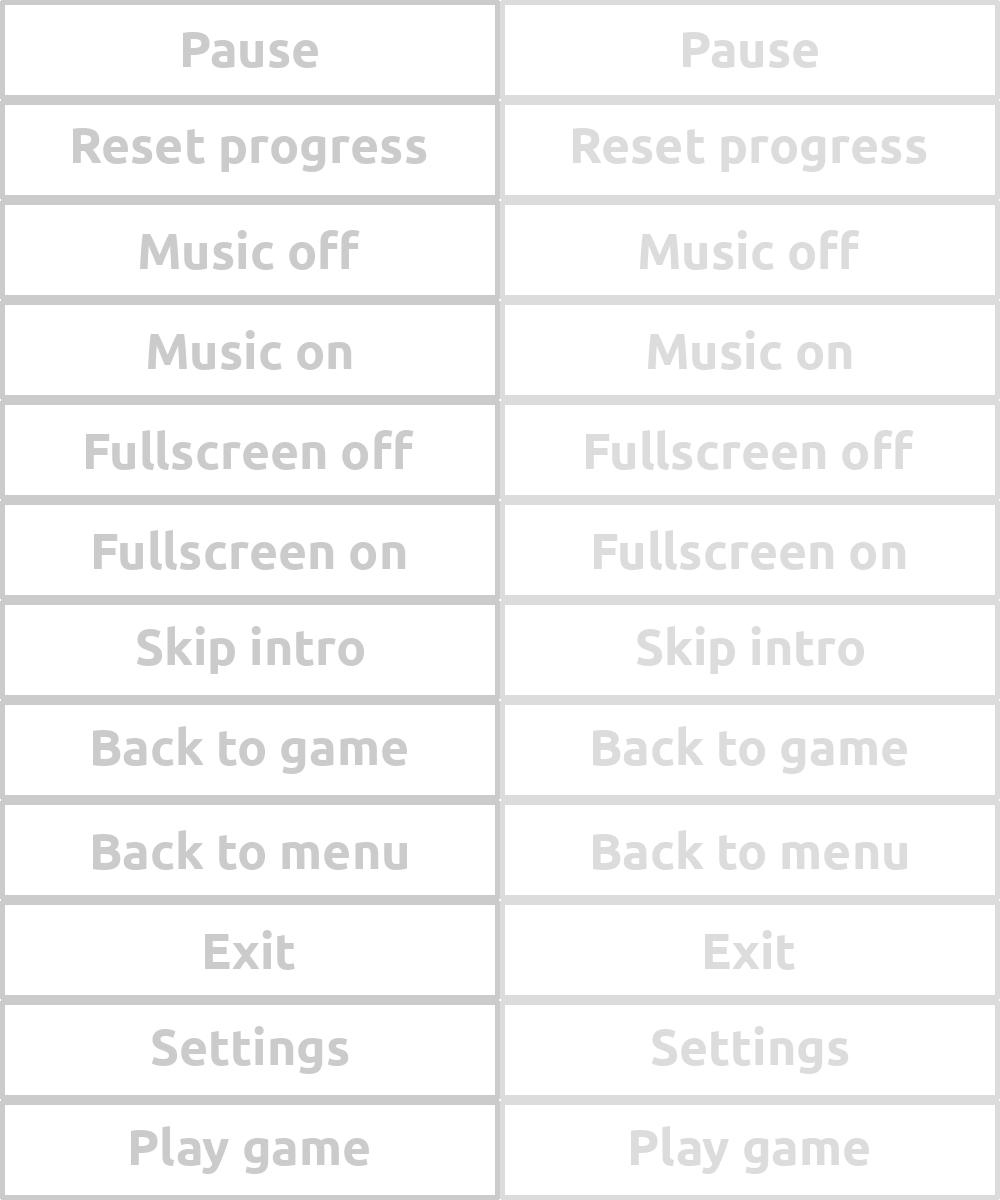 Pause Pause
Reset progress Reset progress
Music off Music off
Music on Music on
Fullscreen off Fullscreen off
Fullscreen on Fullscreen on
Skip intro Skip intro
Back to game Back to game
Back to menu Back to menu
Exit Exit
Settings Settings
Play game Play game